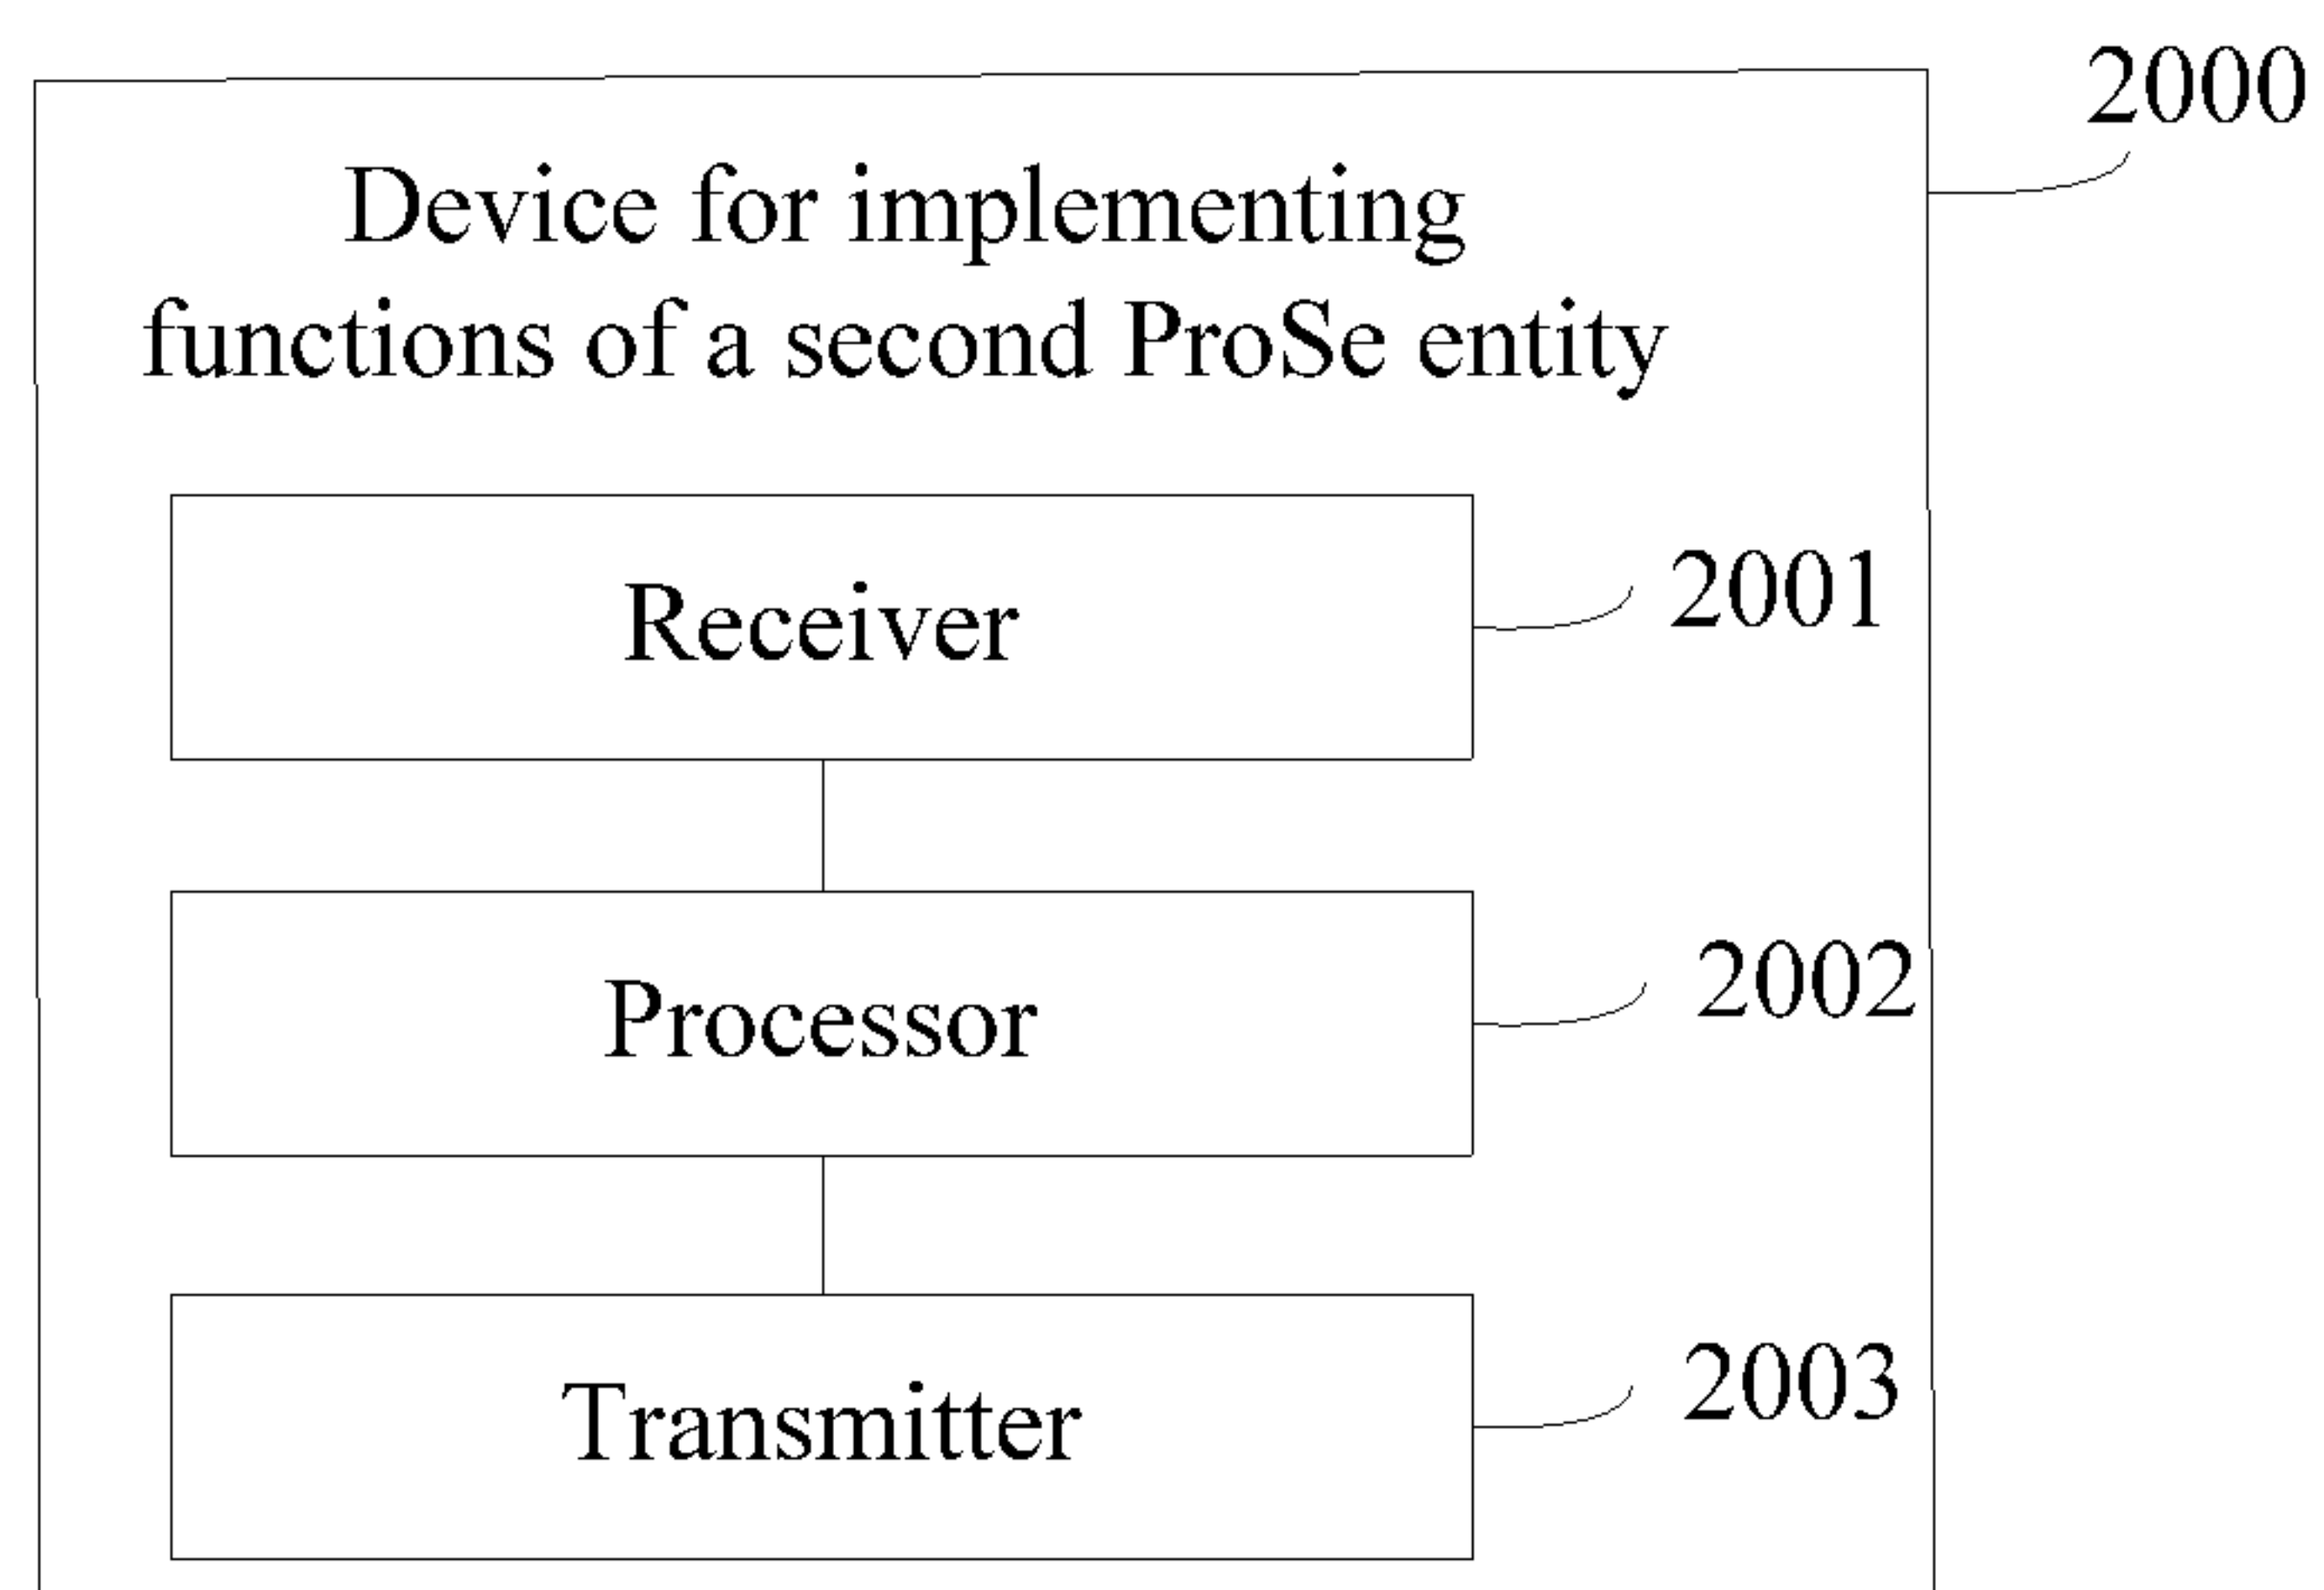 2000
Device for implementing
functions of a second ProSe entity
Receiver
2001
Processor
2002
Transmitter
2003